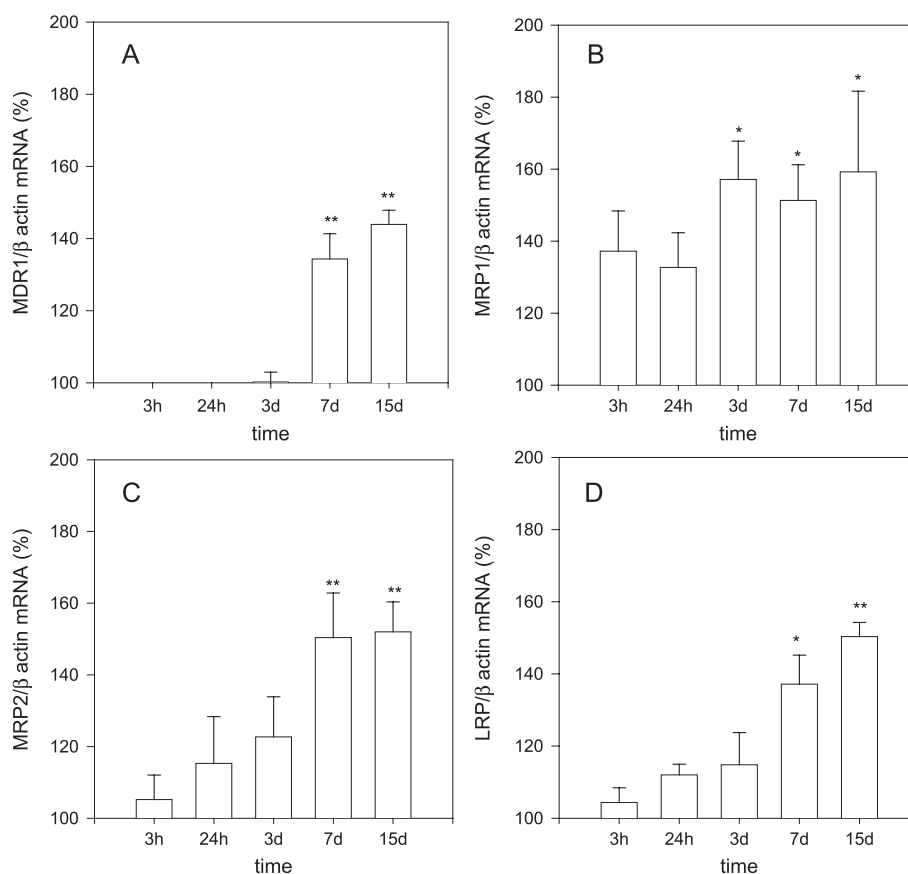 A
MDR1/β actin mRNA (%)
200
180
160
140
120
100
** **
3h 24h 3d 7d 15d
time
B
MRP1/β actin mRNA (%)
200
180
160
140
120
100
* * *
3h 24h 3d 7d 15d
time
C
MRP2/β actin mRNA (%)
200
180
160
140
120
100
** **
3h 24h 3d 7d 15d
time
D
LRP/β actin mRNA (%)
200
180
160
140
120
100
* **
3h 24h 3d 7d 15d
time